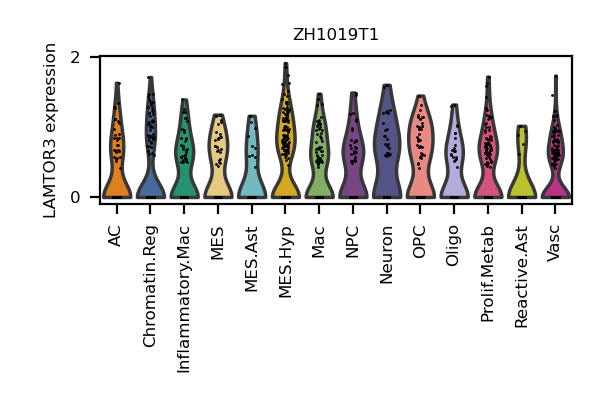 ZH1019T1
LAMTOR3 expression
2
0
AC
Chromatin.Reg
Inflammatory.Mac
MES
MES.Ast
MES.Hyp
Mac
NPC
Neuron
OPC
Oligo
Prolif.Metab
Reactive.Ast
Vasc